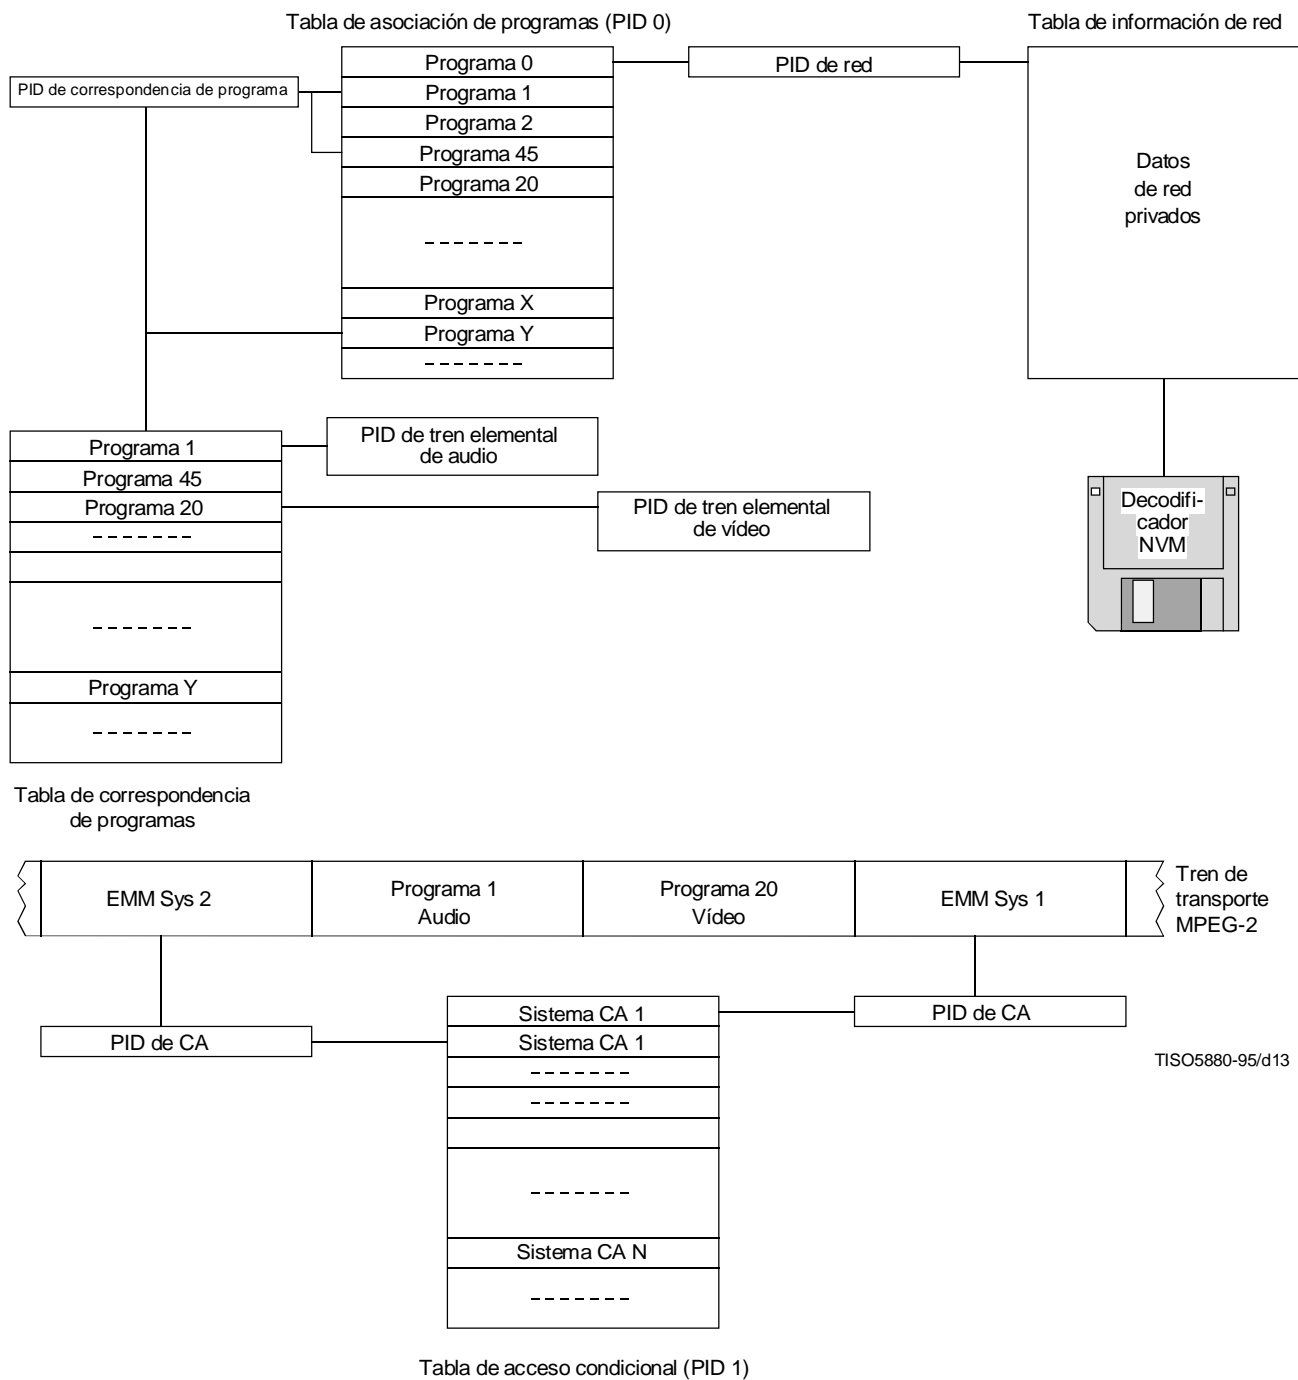 Tabla de asociación de programas (PID 0)
Tabla de información de red
Programa 0
PID de red
PID de correspondencia de programa
Programa 1
Programa 2
Programa 45
Programa 20
Datos
de red
privados
-------
Programa X
Programa Y
-------
Programa 1
PID de tren elemental
de audio
Programa 45
Programa 20
PID de tren elemental
de vídeo
-------
-------
Programa Y
-------
Decodifi-
cador
NVM
Tabla de correspondencia
de programas
EMM Sys 2
Programa 1
Audio
Programa 20
Vídeo
EMM Sys 1
Tren de
transporte
MPEG-2
PID de CA
Sistema CA 1
PID de CA
Sistema CA 1
-------
-------
-------
Sistema CA N
-------
TISO5880-95/d13
Tabla de acceso condicional (PID 1)